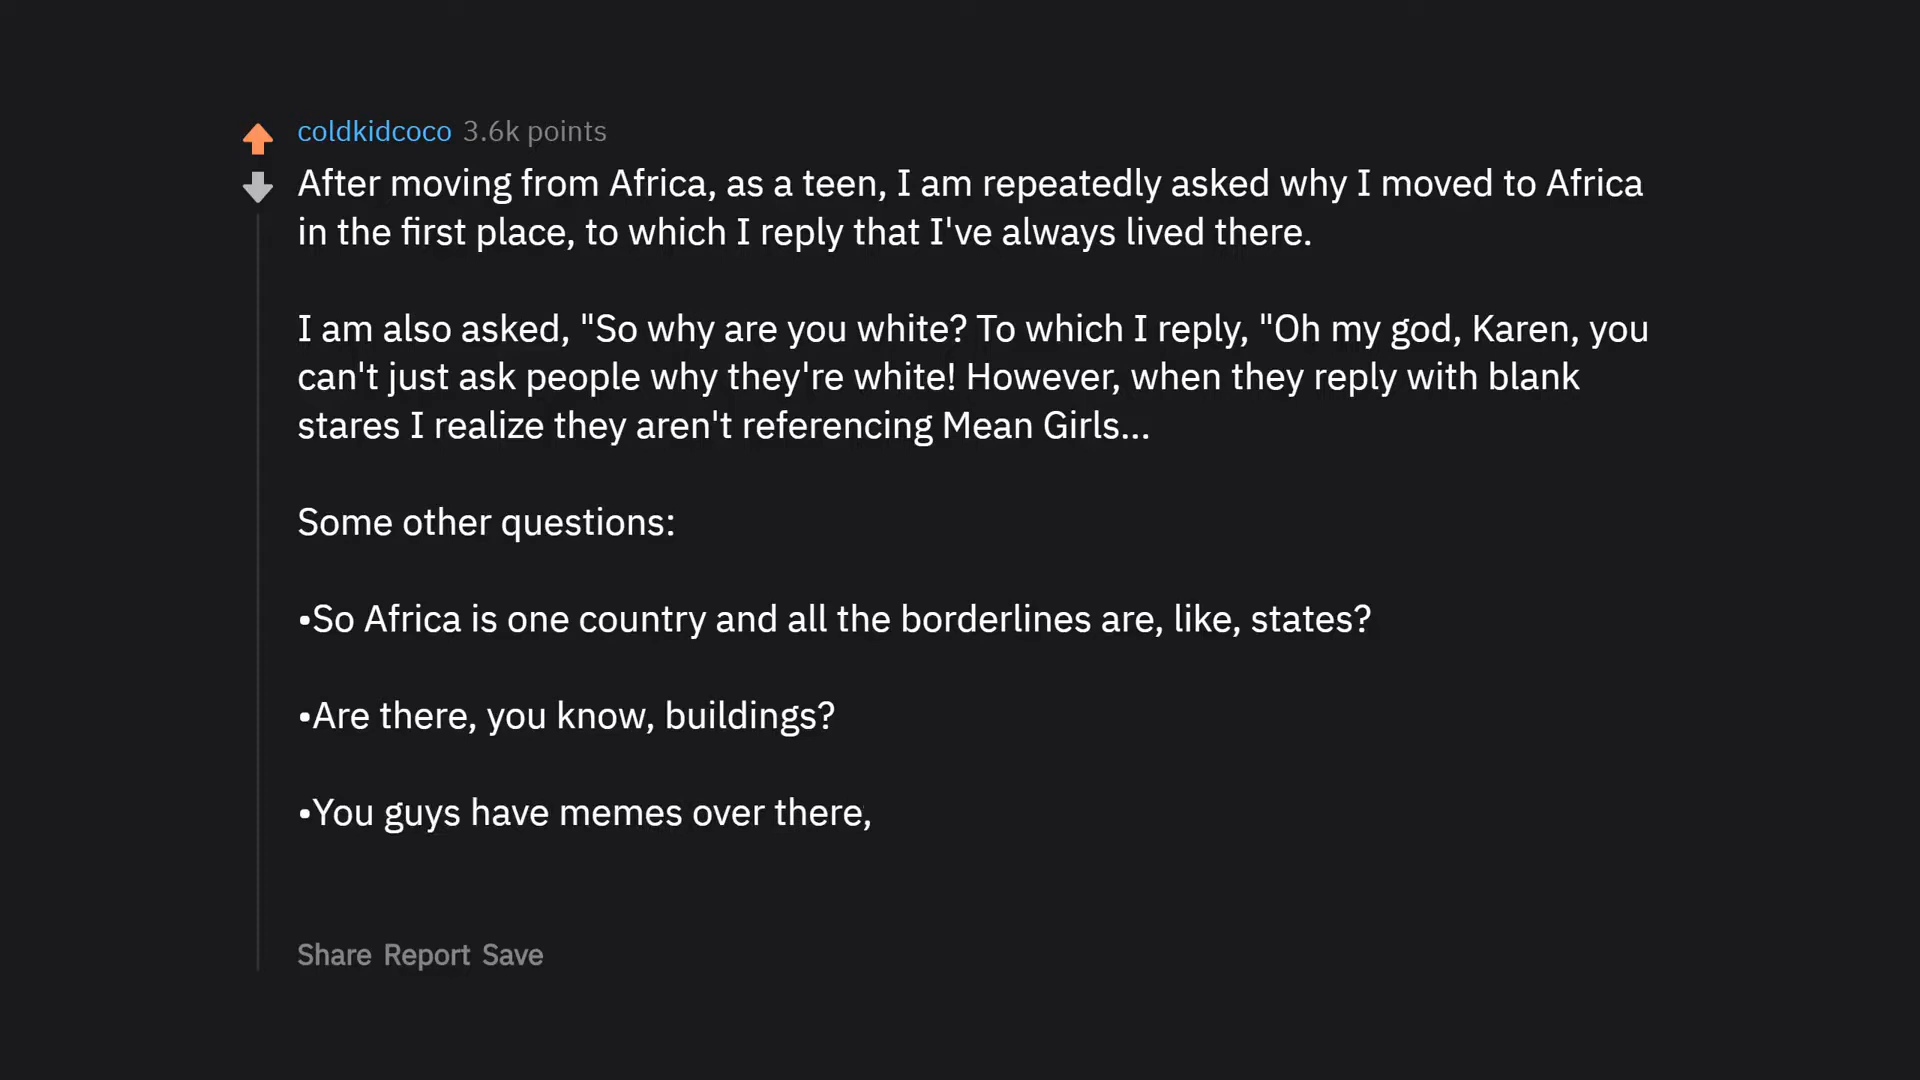 coldkidcoco 3.6k points
After moving from Africa, as a teen, I am repeatedly asked why I moved to Africa
in the first place, to which I reply that I've always lived there.
I am also asked, "So why are you white? To which I reply, "Oh my god, Karen, you
can't just ask people why they're white! However, when they reply with blank
stares I realize they aren't referencing Mean Girls...
Some other questions:
•So Africa is one country and all the borderlines are, like, states?
•Are there, you know, buildings?
•You guys have memes over there,
Share Report Save